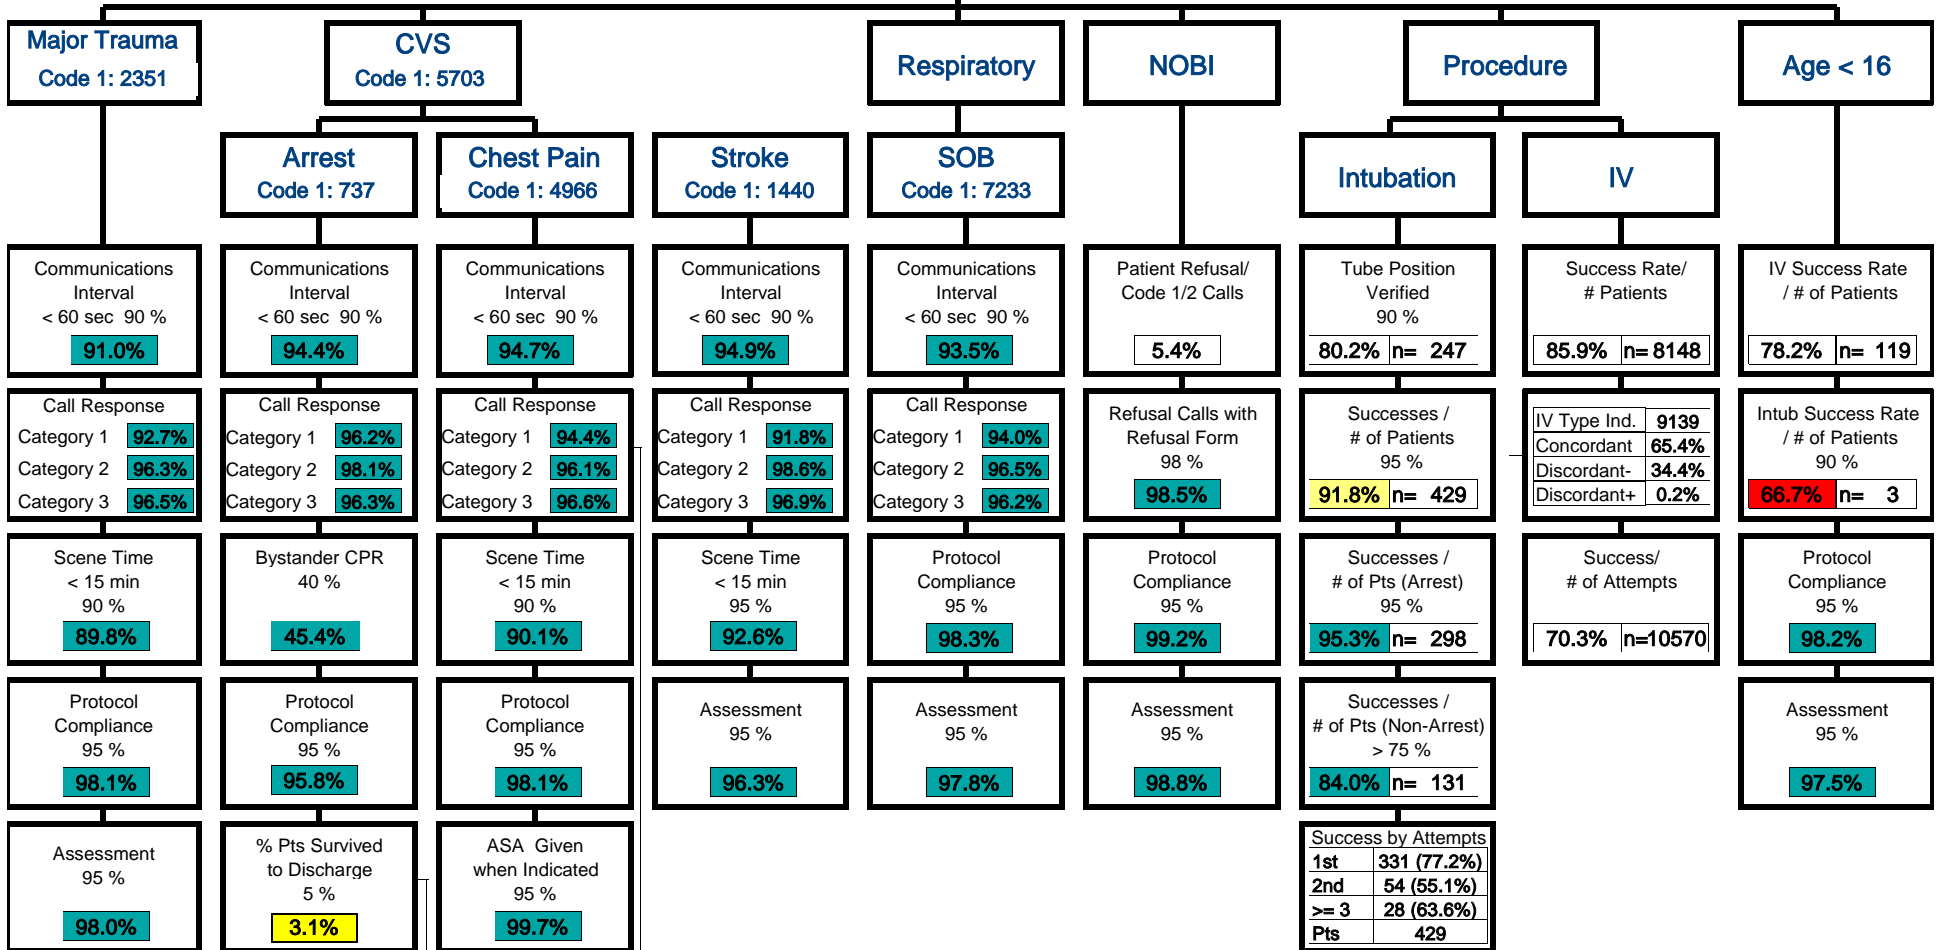 Major Trauma
Code 1: 2351
CVS
Code 1: 5703
Respiratory
NOBI
Procedure
Age < 16
Arrest
Code 1: 737
Chest Pain
Code 1: 4966
Stroke
Code 1: 1440
SOB
Code 1: 7233
Intubation
IV
Communications
Interval
< 60 sec 90 %
91.0%
Communications
Interval
< 60 sec 90 %
94.4%
Communications
Interval
< 60 sec 90 %
94.7%
Communications
Interval
< 60 sec 90 %
94.9%
Communications
Interval
< 60 sec 90 %
93.5%
Patient Refusal/
Code 1/2 Calls
5.4%
Tube Position
Verified
90 %
80.2% n= 247
Success Rate/
# Patients
85.9% n= 8148
IV Success Rate
/ # of Patients
78.2% n= 119
Call Response
Category 1 92.7%
Category 2 96.3%
Category 3 96.5%
Call Response
Category 1 96.2%
Category 2 98.1%
Category 3 96.3%
Call Response
Category 1 94.4%
Category 2 96.1%
Category 3 96.6%
Call Response
Category 1 91.8%
Category 2 98.6%
Category 3 96.9%
Call Response
Category 1 94.0%
Category 2 96.5%
Category 3 96.2%
Refusal Calls with
Refusal Form
98 %
98.5%
Successes /
# of Patients
95 %
91.8% n= 429
IV Type Ind. 9139
Concordant 65.4%
Discordant- 34.4%
Discordant+ 0.2%
Intub Success Rate
/ # of Patients
90 %
66.7% n= 3
Scene Time
< 15 min
90 %
89.8%
Bystander CPR
40 %
45.4%
Scene Time
< 15 min
90 %
90.1%
Scene Time
< 15 min
95 %
92.6%
Protocol
Compliance
95 %
98.3%
Protocol
Compliance
95 %
99.2%
Successes /
# of Pts (Arrest)
95 %
95.3% n= 298
Success/
# of Attempts
70.3% n=10570
Protocol
Compliance
95 %
98.2%
Protocol
Compliance
95 %
98.1%
Protocol
Compliance
95 %
95.8%
Protocol
Compliance
95 %
98.1%
Assessment
95 %
96.3%
Assessment
95 %
97.8%
Assessment
95 %
98.8%
Successes /
# of Pts (Non-Arrest)
> 75 %
84.0% n= 131
Assessment
95 %
97.5%
Assessment
95 %
98.0%
% Pts Survived
to Discharge
5 %
3.1%
ASA Given
when Indicated
95 %
99.7%
Success by Attempts
1st 331 (77.2%)
2nd 54 (55.1%)
>= 3 28 (63.6%)
Pts 429